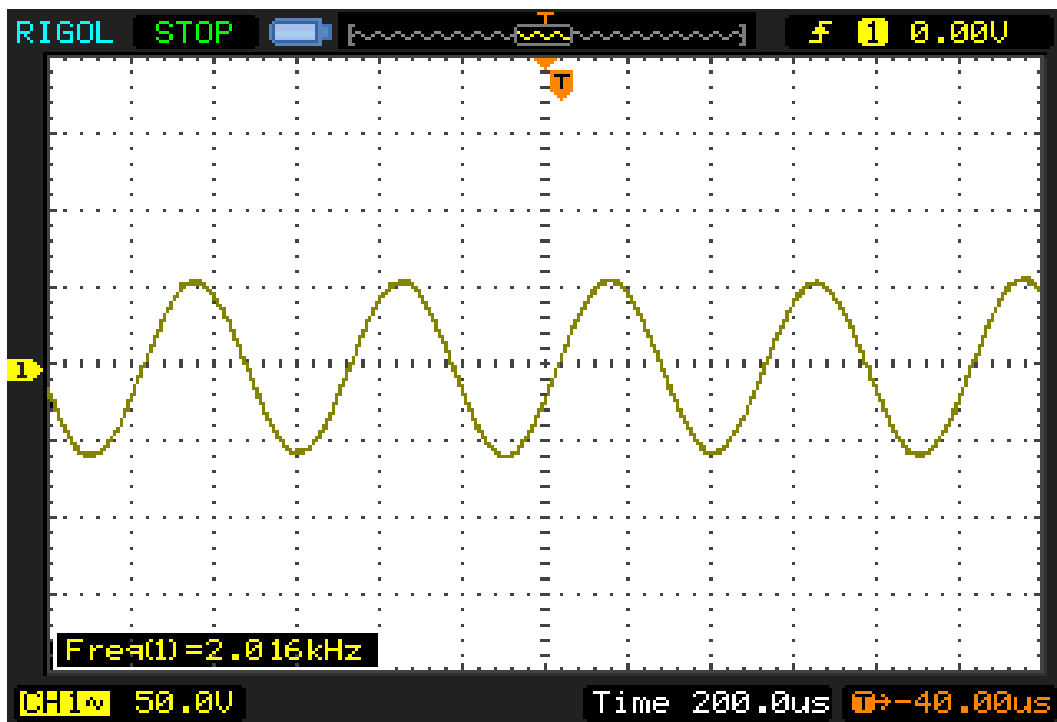 RIGOL STOP T 1 0.00V
T
1
Freq(1)=2.016kHz
CH1~ 50.0V Time 200.0us T→-40.00us